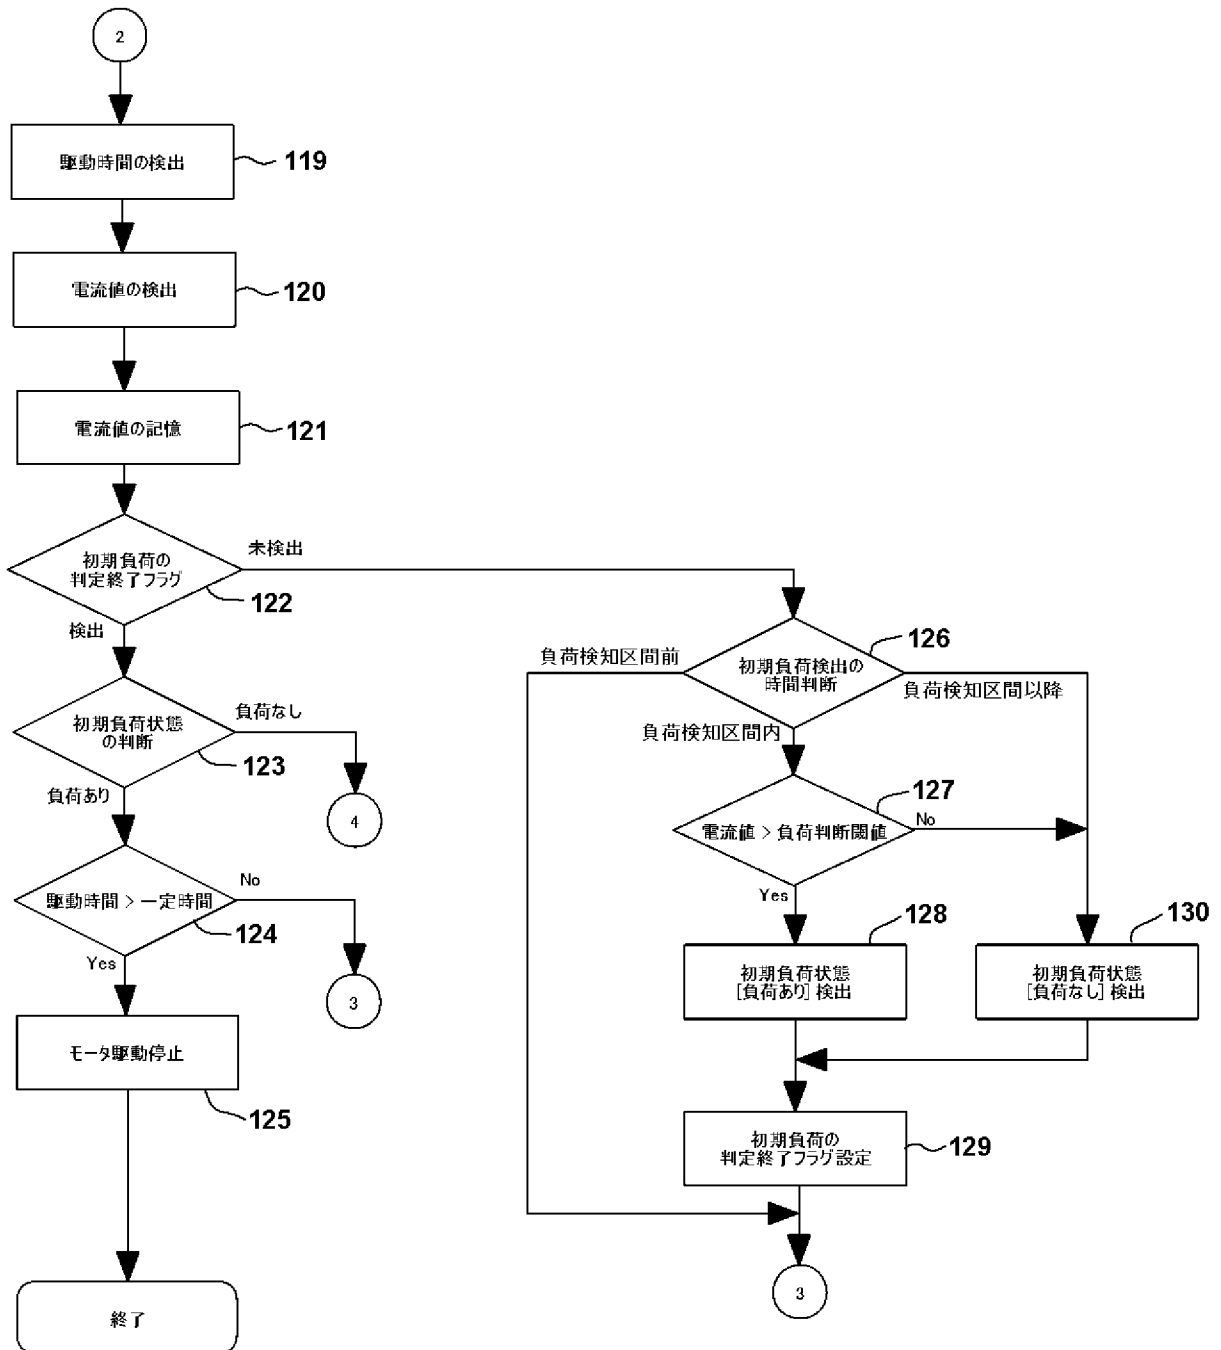 2
駆動時間の検出
119
電流値の検出
120
電流値の記憶
121
初期負荷の
判定終了フラグ
122
未検出
検出
初期負荷状態
の判断
123
負荷なし
4
負荷あり
駆動時間 > 一定時間
124
No
3
Yes
モータ駆動停止
125
終了
初期負荷検出の
時間判断
126
負荷検知区間前
負荷検知区間以降
負荷検知区間内
電流値 > 負荷判断閾値
127
No
Yes
初期負荷状態
[負荷あり] 検出
128
初期負荷状態
[負荷なし] 検出
130
初期負荷の
判定終了フラグ設定
129
3